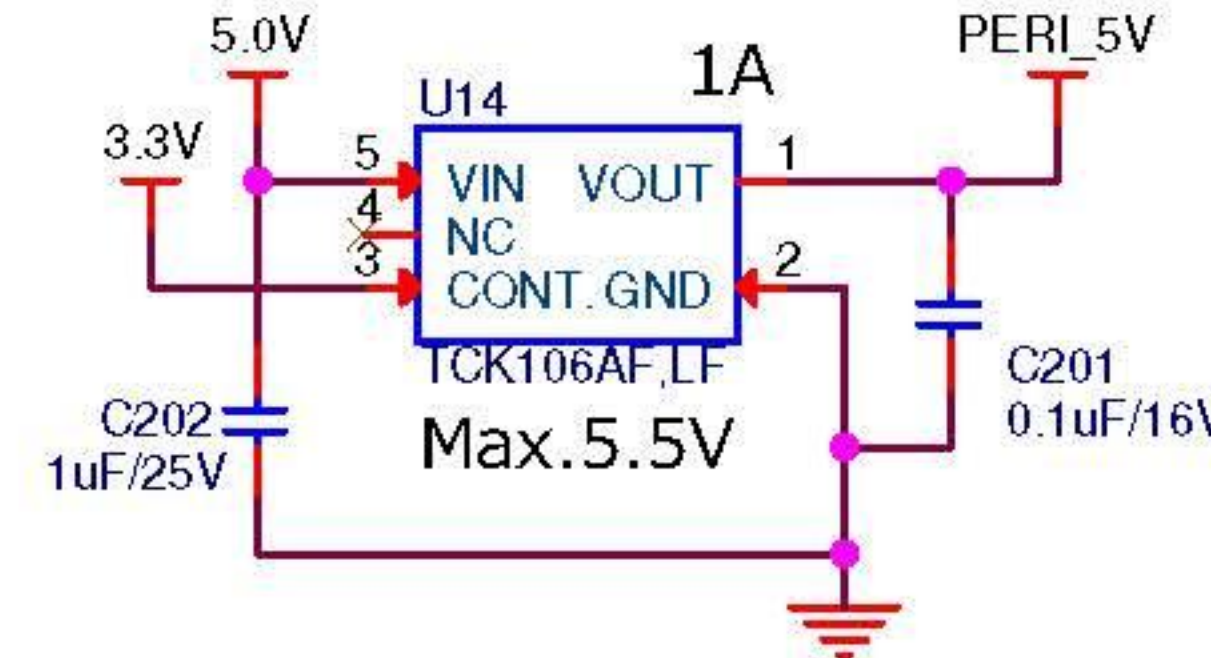 5.0V
PERI_5V
1A
U14
3.3V
5
VIN
VOUT
1
4
NC
3
CONT.
GND
2
TCK106AF,LF
C201
0.1uF/16V
C202
1uF/25V
Max.5.5V